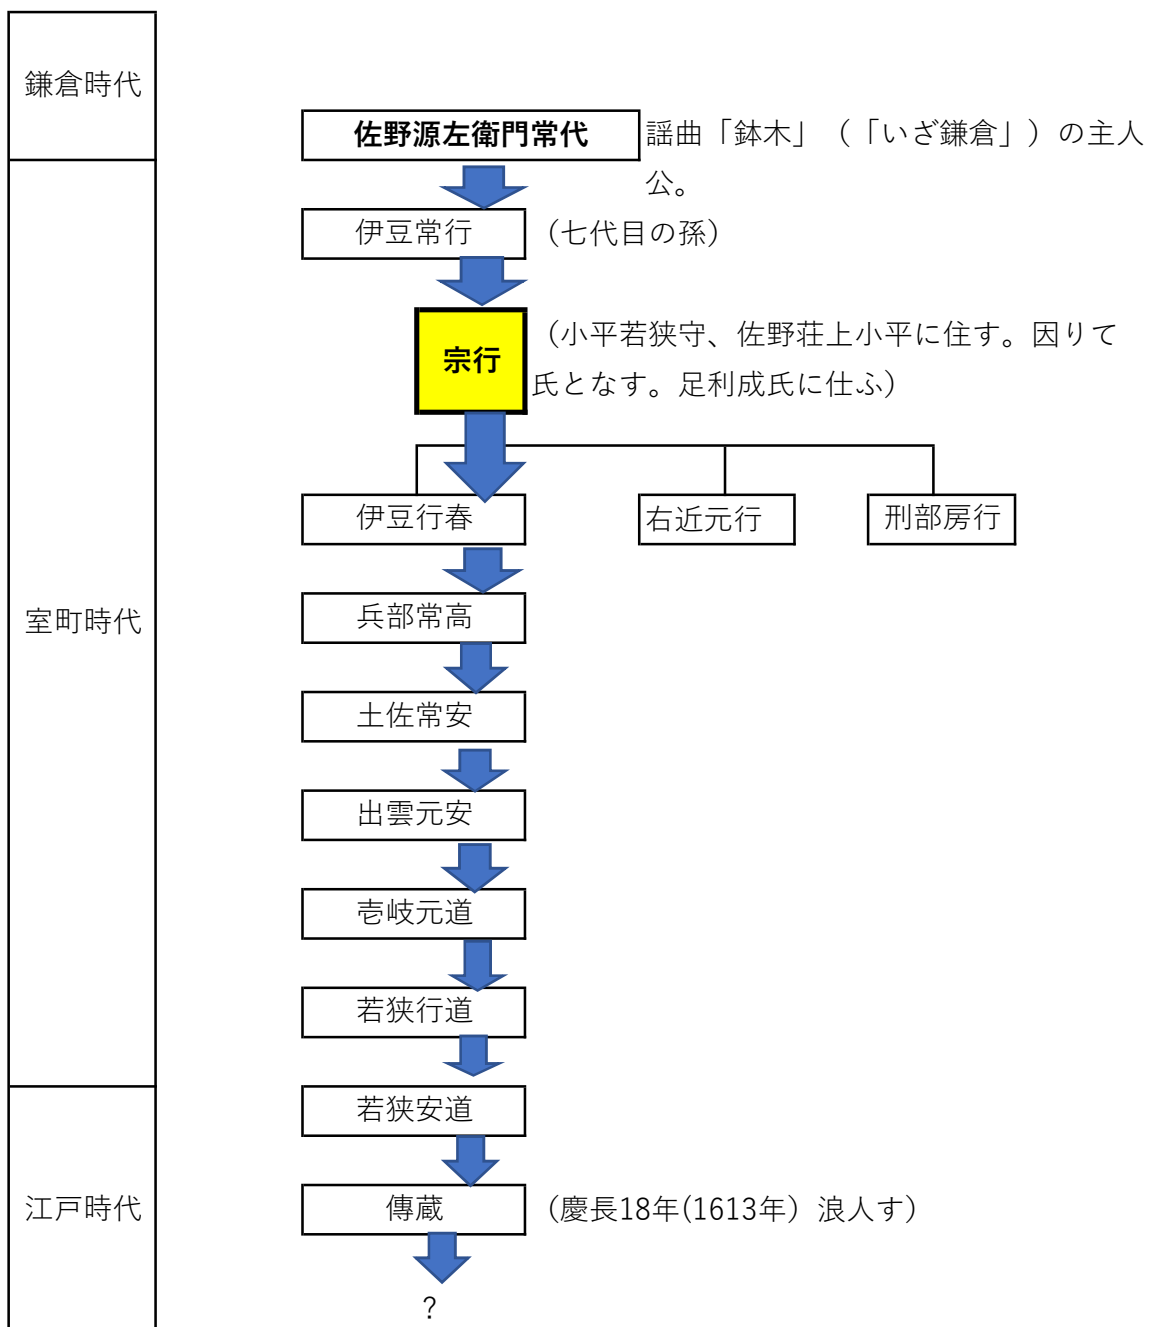 鎌倉時代
佐野源左衛門常代
謡曲「鉢木」（「いざ鎌倉」）の主人
公。
伊豆常行
（七代目の孫）
宗行
（小平若狭守、佐野荘上小平に住す。因りて
氏となす。足利成氏に仕ふ）
伊豆行春
右近元行
刑部房行
兵部常高
室町時代
土佐常安
出雲元安
壱岐元道
若狭行道
若狭安道
江戸時代
傳蔵
（慶長18年(1613年）浪人す）
？